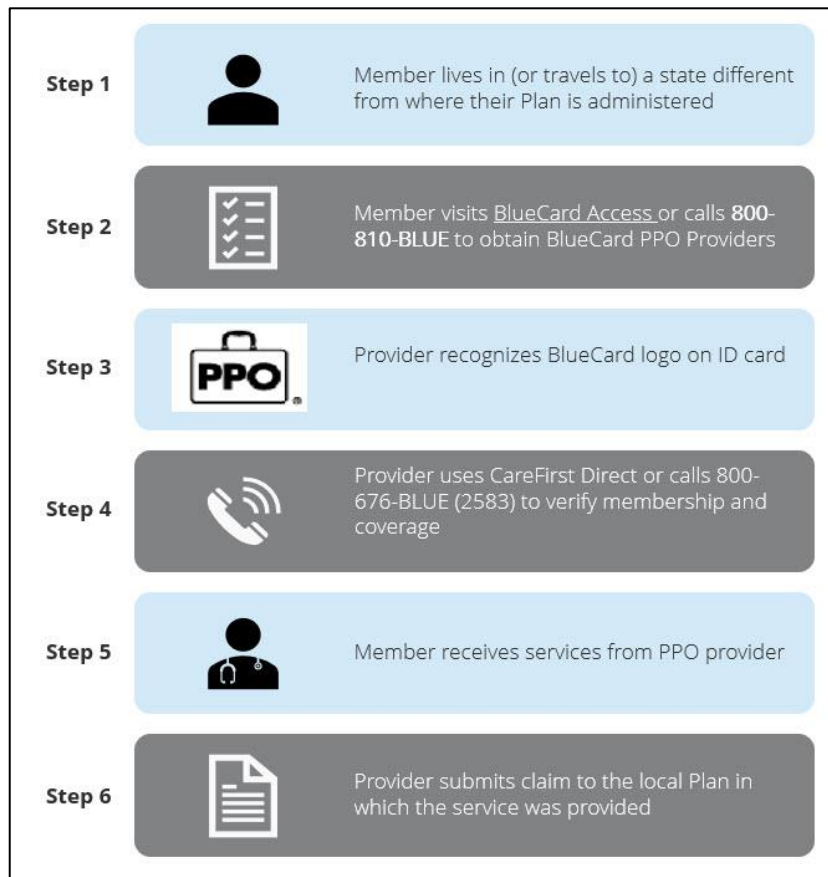 Step 1
Member lives in (or travels to) a state different
from where their Plan is administered
Step 2
Member visits BlueCard Access or calls 800-
810-BLUE to obtain BlueCard PPO Providers
Step 3
PPO
®
Provider recognizes BlueCard logo on ID card
Step 4
Provider uses CareFirst Direct or calls 800-
676-BLUE (2583) to verify membership and
coverage
Step 5
Member receives services from PPO provider
Step 6
Provider submits claim to the local Plan in
which the service was provided